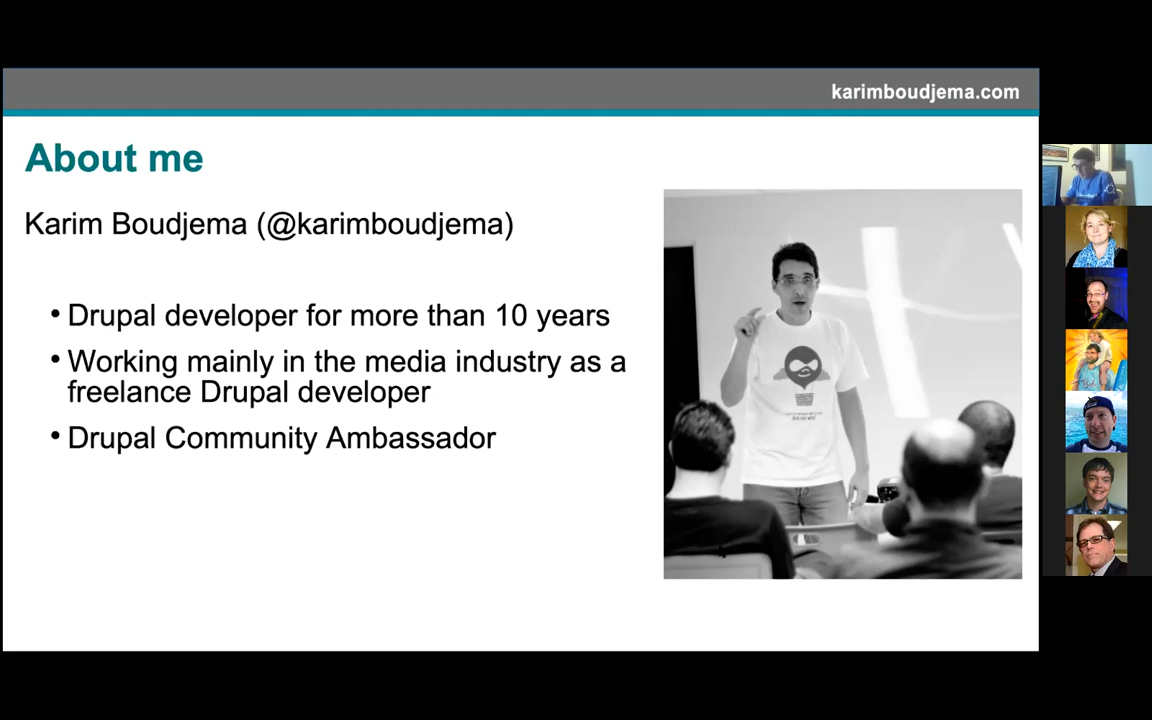 karimboudjema.com
About me
Karim Boudjema (@karimboudjema)
• Drupal developer for more than 10 years
• Working mainly in the media industry as a
freelance Drupal developer
• Drupal Community Ambassador